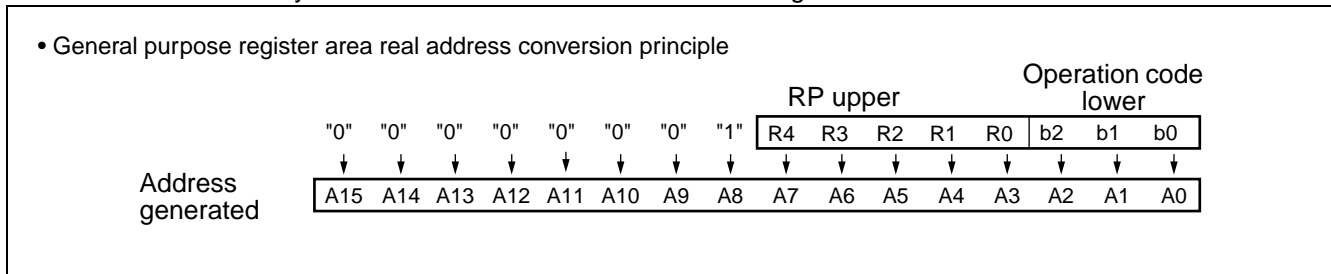 • General purpose register area real address conversion principle
Operation code
RP upper lower
"0" "0" "0" "0" "0" "0" "0" "1" R4 R3 R2 R1 R0 b2 b1 b0
Address
generated
A15 A14 A13 A12 A11 A10 A9 A8 A7 A6 A5 A4 A3 A2 A1 A0